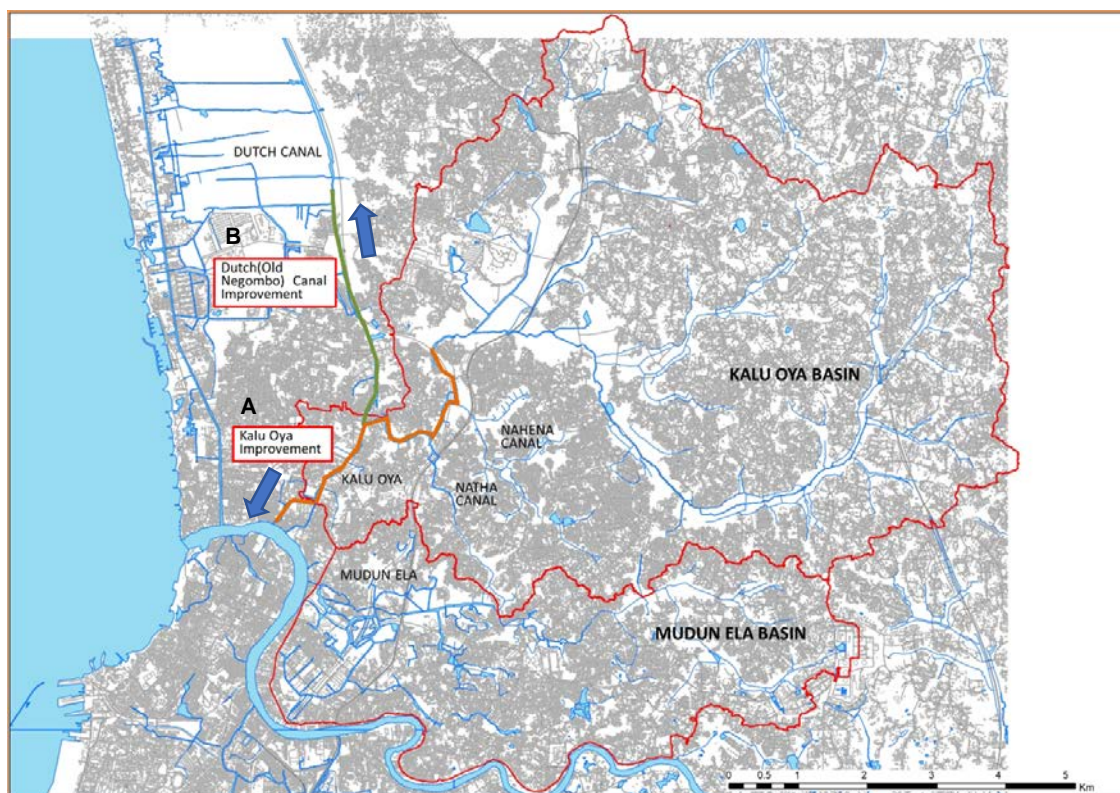 DUTCH CANAL
B
Dutch(Old
Negombo) Canal
Improvement
KALU OYA BASIN
A
Kalu Oya
Improvement
NAHENA
CANAL
KALU OYA
NATHA
CANAL
MUDUN ELA
MUDUN ELA BASIN
0 0.5 1 2 3 4 5
Km